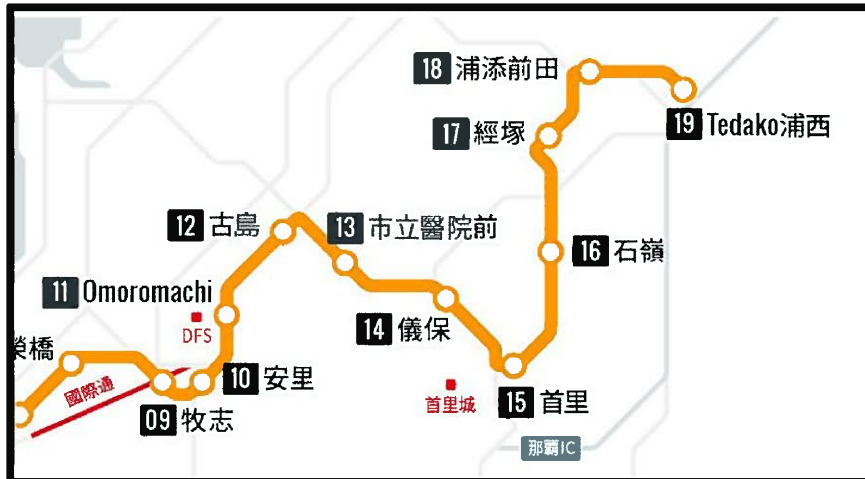 18 浦添前田
17 經塚
19 Tedako浦西
12 古島
13 市立醫院前
16 石嶺
11 Omoromachi
DFS
14 儀保
橋
10 安里
國際通
09 牧志
首里城
15 首里
那霸IC